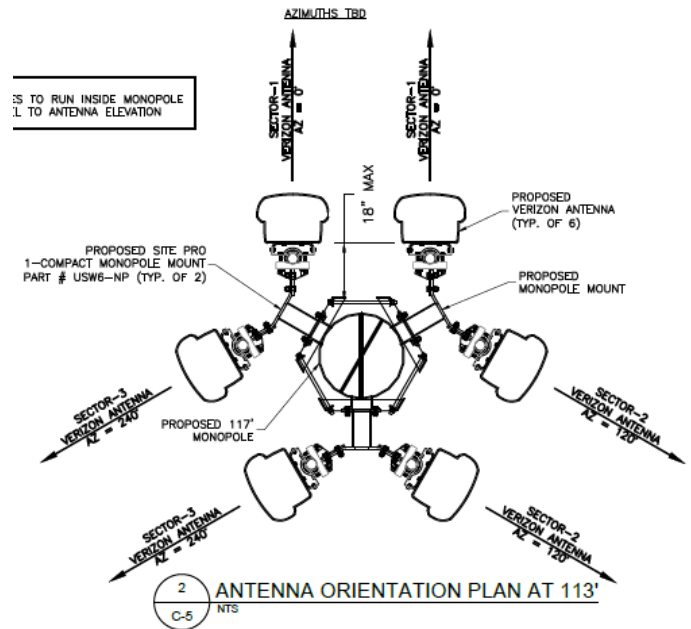 AZIMUTHS TBD
SECTOR-1
VERIZON ANTENNA
AZ = 0°
SECTOR-1
VERIZON ANTENNA
AZ = 0°
ES TO RUN INSIDE MONOPOLE
EL TO ANTENNA ELEVATION
18" MAX
PROPOSED
VERIZON ANTENNA
(TYP. OF 6)
PROPOSED SITE PRO
1-COMPACT MONOPOLE MOUNT
PART # USW6-NP (TYP. OF 2)
PROPOSED
MONOPOLE MOUNT
SECTOR-3
VERIZON ANTENNA
AZ = 240°
PROPOSED 117'
MONOPOLE
SECTOR-2
VERIZON ANTENNA
AZ = 120°
SECTOR-3
VERIZON ANTENNA
AZ = 240°
SECTOR-2
VERIZON ANTENNA
AZ = 120°
2
C-5
ANTENNA ORIENTATION PLAN AT 113'
NTS